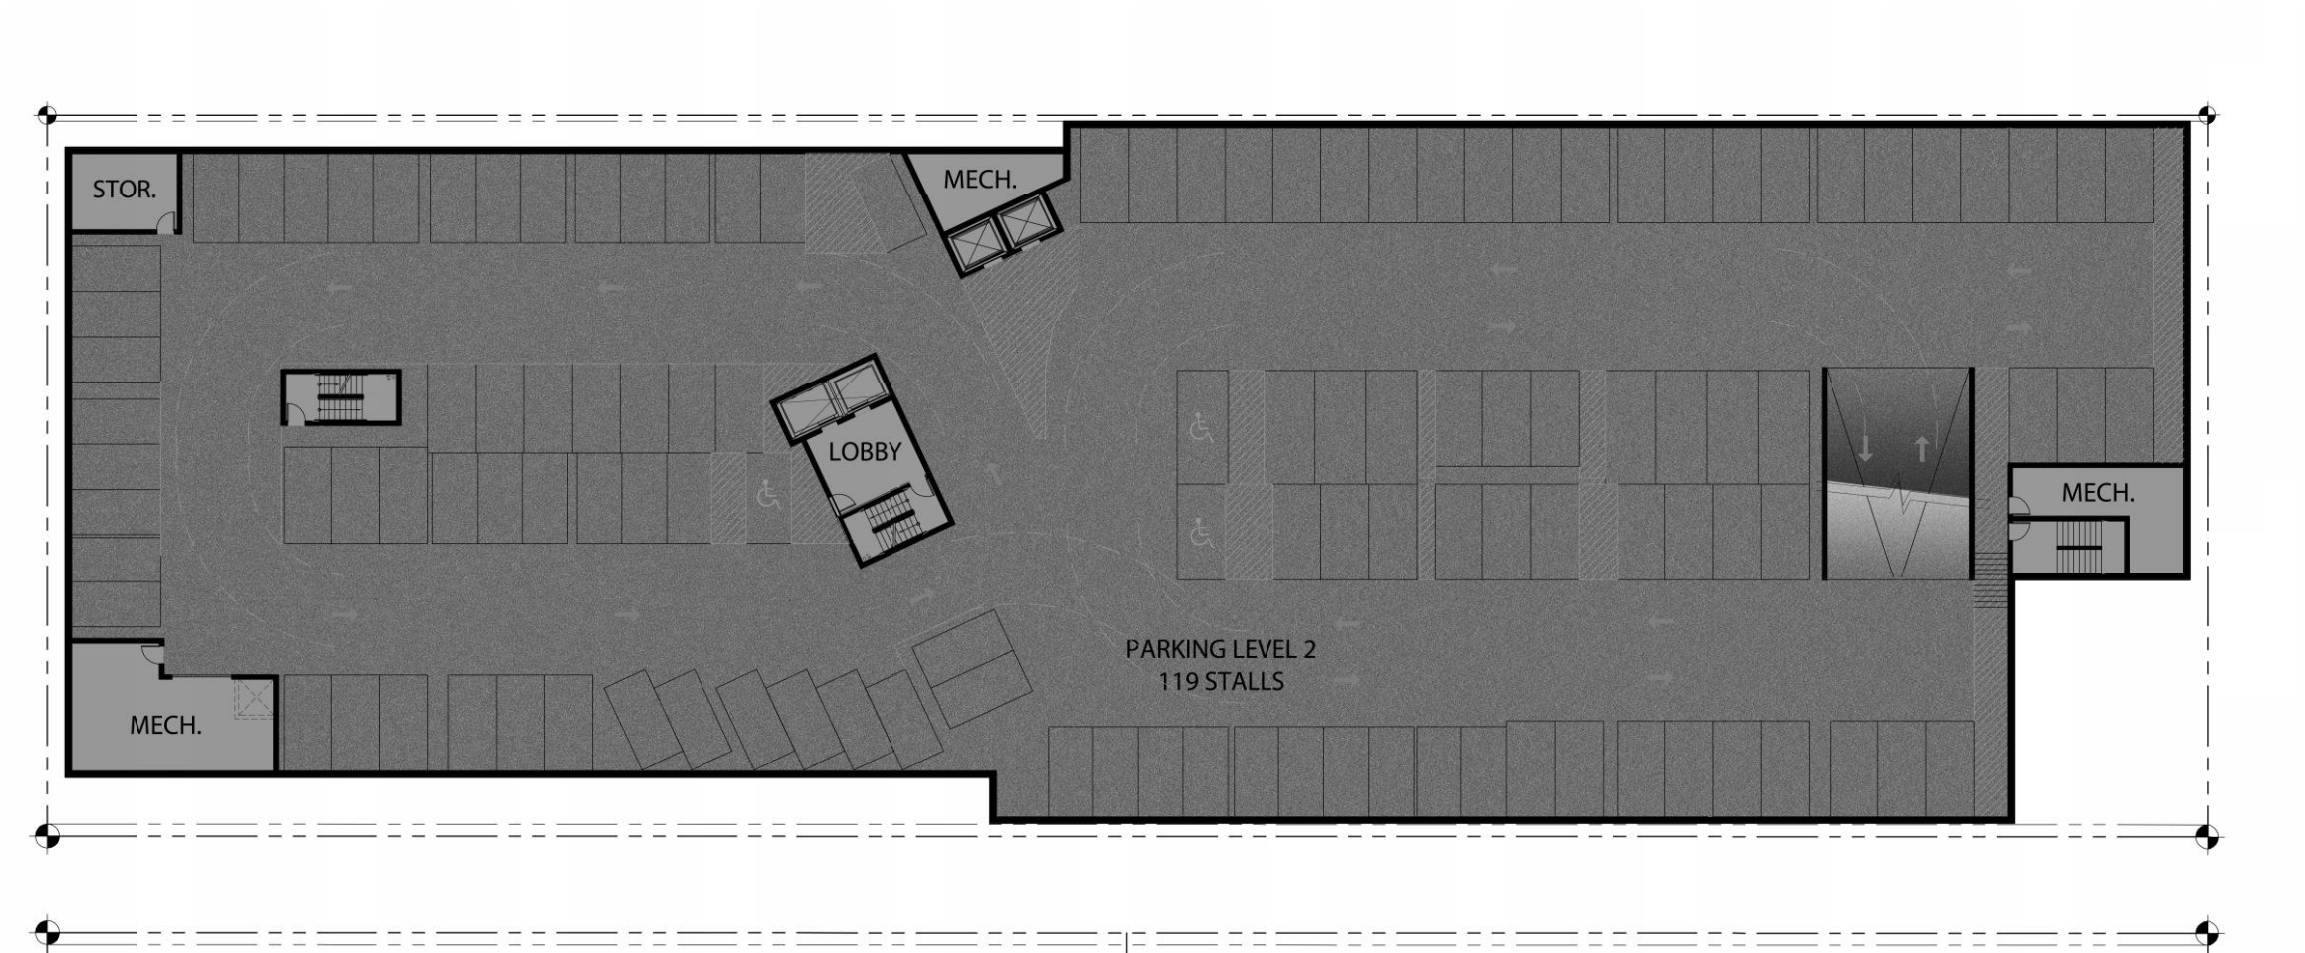 STOR.
MECH.
LOBBY
MECH.
PARKING LEVEL 2
119 STALLS
MECH.